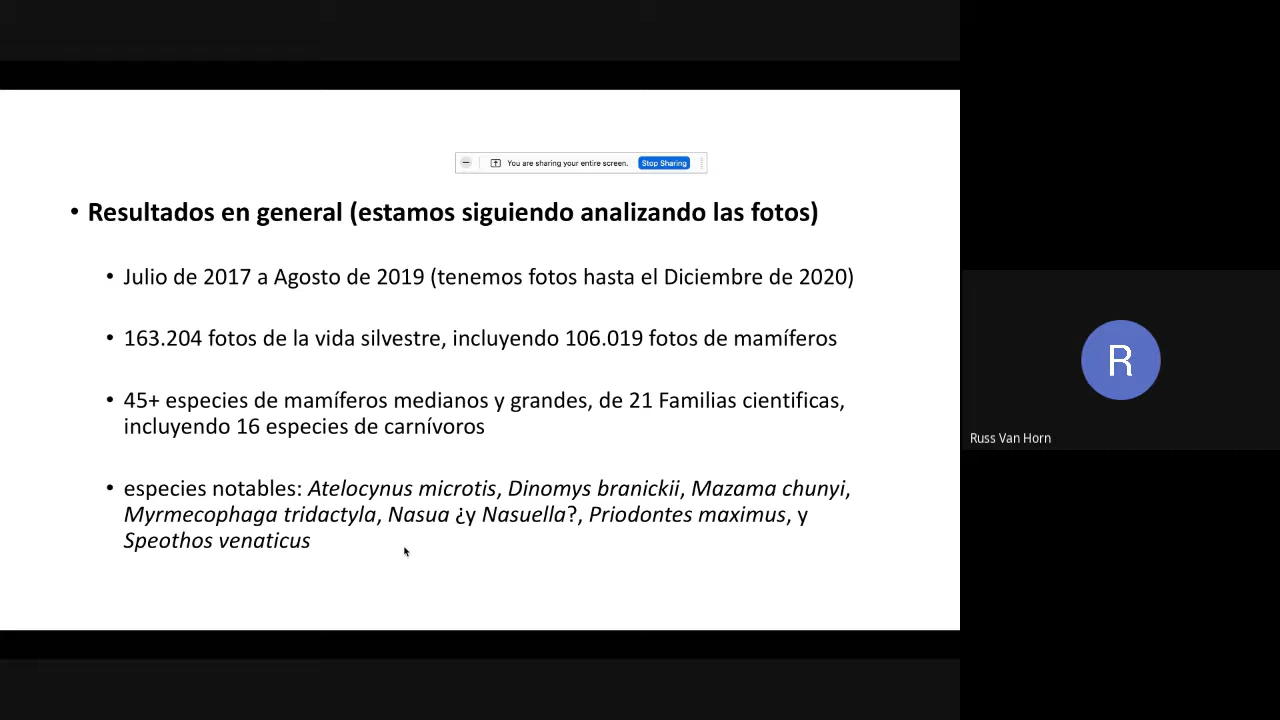 You are sharing your entire screen. Stop Sharing
• Resultados en general (estamos siguiendo analizando las fotos)
• Julio de 2017 a Agosto de 2019 (tenemos fotos hasta el Diciembre de 2020)
• 163.204 fotos de la vida silvestre, incluyendo 106.019 fotos de mamíferos
• 45+ especies de mamíferos medianos y grandes, de 21 Familias cientificas,
incluyendo 16 especies de carnívoros
• especies notables: Atelocynus microtis, Dinomys branickii, Mazama chunyi,
Myrmecophaga tridactyla, Nasua ¿y Nasuella?, Priodontes maximus, y
Speothos venaticus
R
Russ Van Horn